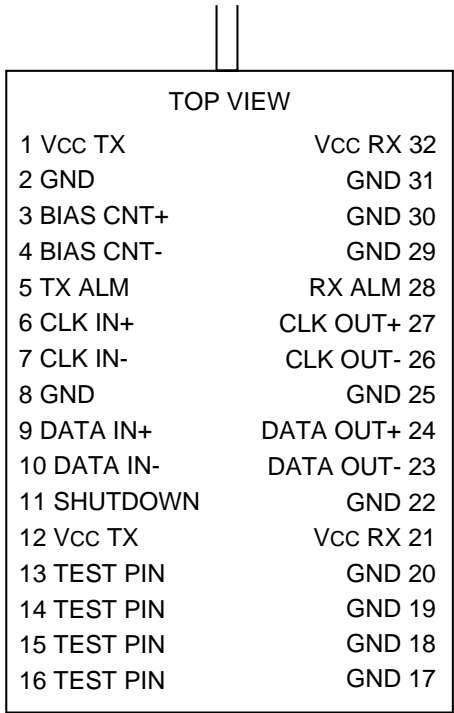 TOP VIEW
1 VCC TX VCC RX 32
2 GND GND 31
3 BIAS CNT+ GND 30
4 BIAS CNT- GND 29
5 TX ALM RX ALM 28
6 CLK IN+ CLK OUT+ 27
7 CLK IN- CLK OUT- 26
8 GND GND 25
9 DATA IN+ DATA OUT+ 24
10 DATA IN- DATA OUT- 23
11 SHUTDOWN GND 22
12 VCC TX VCC RX 21
13 TEST PIN GND 20
14 TEST PIN GND 19
15 TEST PIN GND 18
16 TEST PIN GND 17